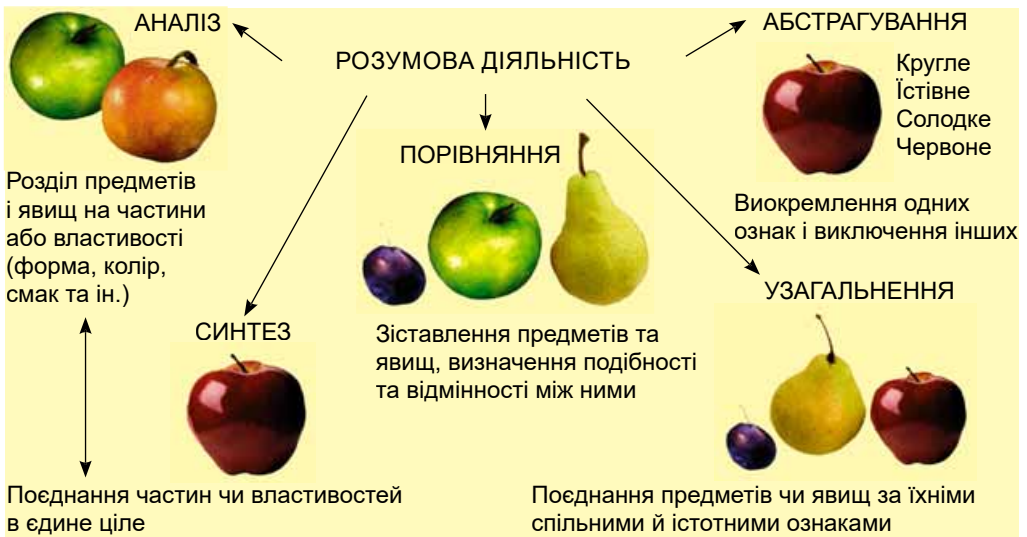 РОЗУМОВА ДІЯЛЬНІСТЬ
АНАЛІЗ
Розділ предметів
і явищ на частини
або властивості
(форма, колір,
смак та ін.)
СИНТЕЗ
Поєднання частин чи властивостей
в єдине ціле
ПОРІВНЯННЯ
Зіставлення предметів та
явищ, визначення подібності
та відмінності між ними
АБСТРАГУВАННЯ
Кругле
Їстівне
Солодке
Червоне
Виокремлення одних
ознак і виключення інших
УЗАГАЛЬНЕННЯ
Поєднання предметів чи явищ за їхніми
спільними й істотними ознаками